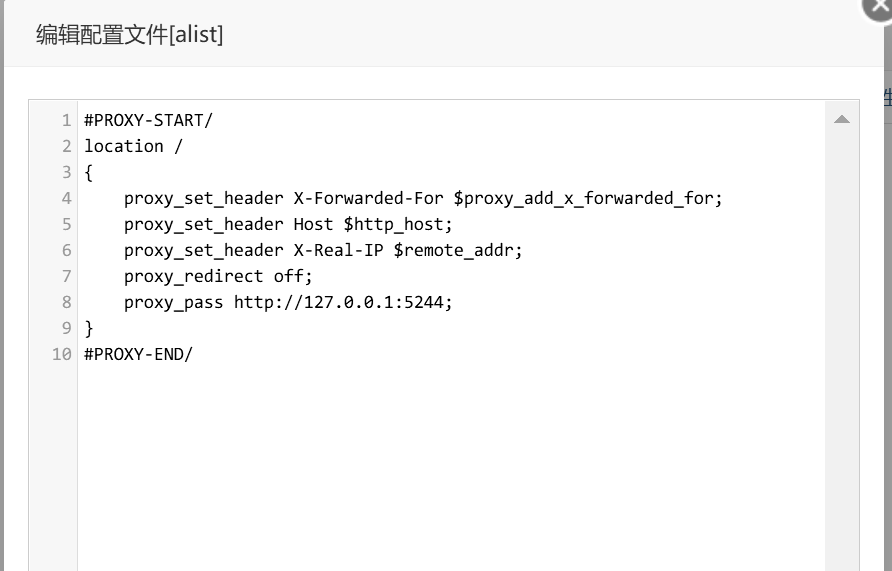 编辑配置文件[alist]
1 #PROXY-START/
2 location /
3 {
4 proxy_set_header X-Forwarded-For $proxy_add_x_forwarded_for;
5 proxy_set_header Host $http_host;
6 proxy_set_header X-Real-IP $remote_addr;
7 proxy_redirect off;
8 proxy_pass http://127.0.0.1:5244;
9 }
10 #PROXY-END/